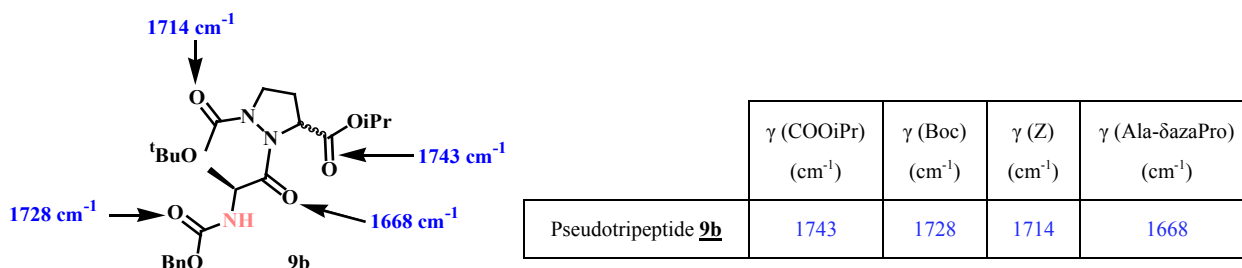 1714 cm⁻¹
O
N
N
OiPr
O
ᵗBuO
O
1743 cm⁻¹
O
1728 cm⁻¹
O
NH
1668 cm⁻¹
BnO
9b
γ (COOiPr) (cm⁻¹)
γ (Boc) (cm⁻¹)
γ (Z) (cm⁻¹)
γ (Ala-δazaPro) (cm⁻¹)
Pseudotripeptide 9b 1743 1728 1714 1668